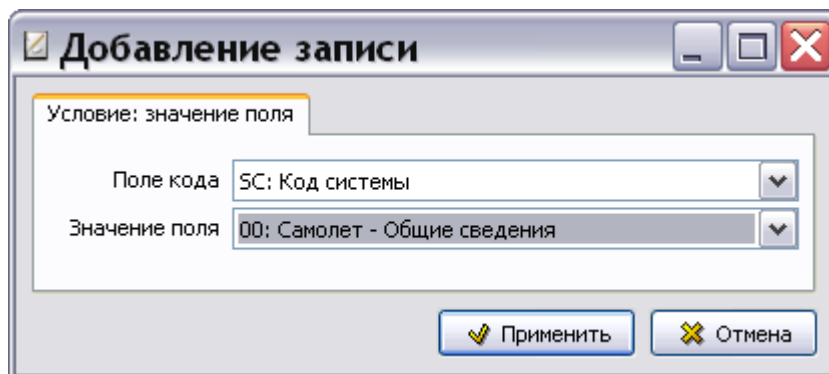 Добавление записи
Условие: значение поля
Поле кода SC: Код системы
Значение поля 00: Самолет - Общие сведения
Применить Отмена